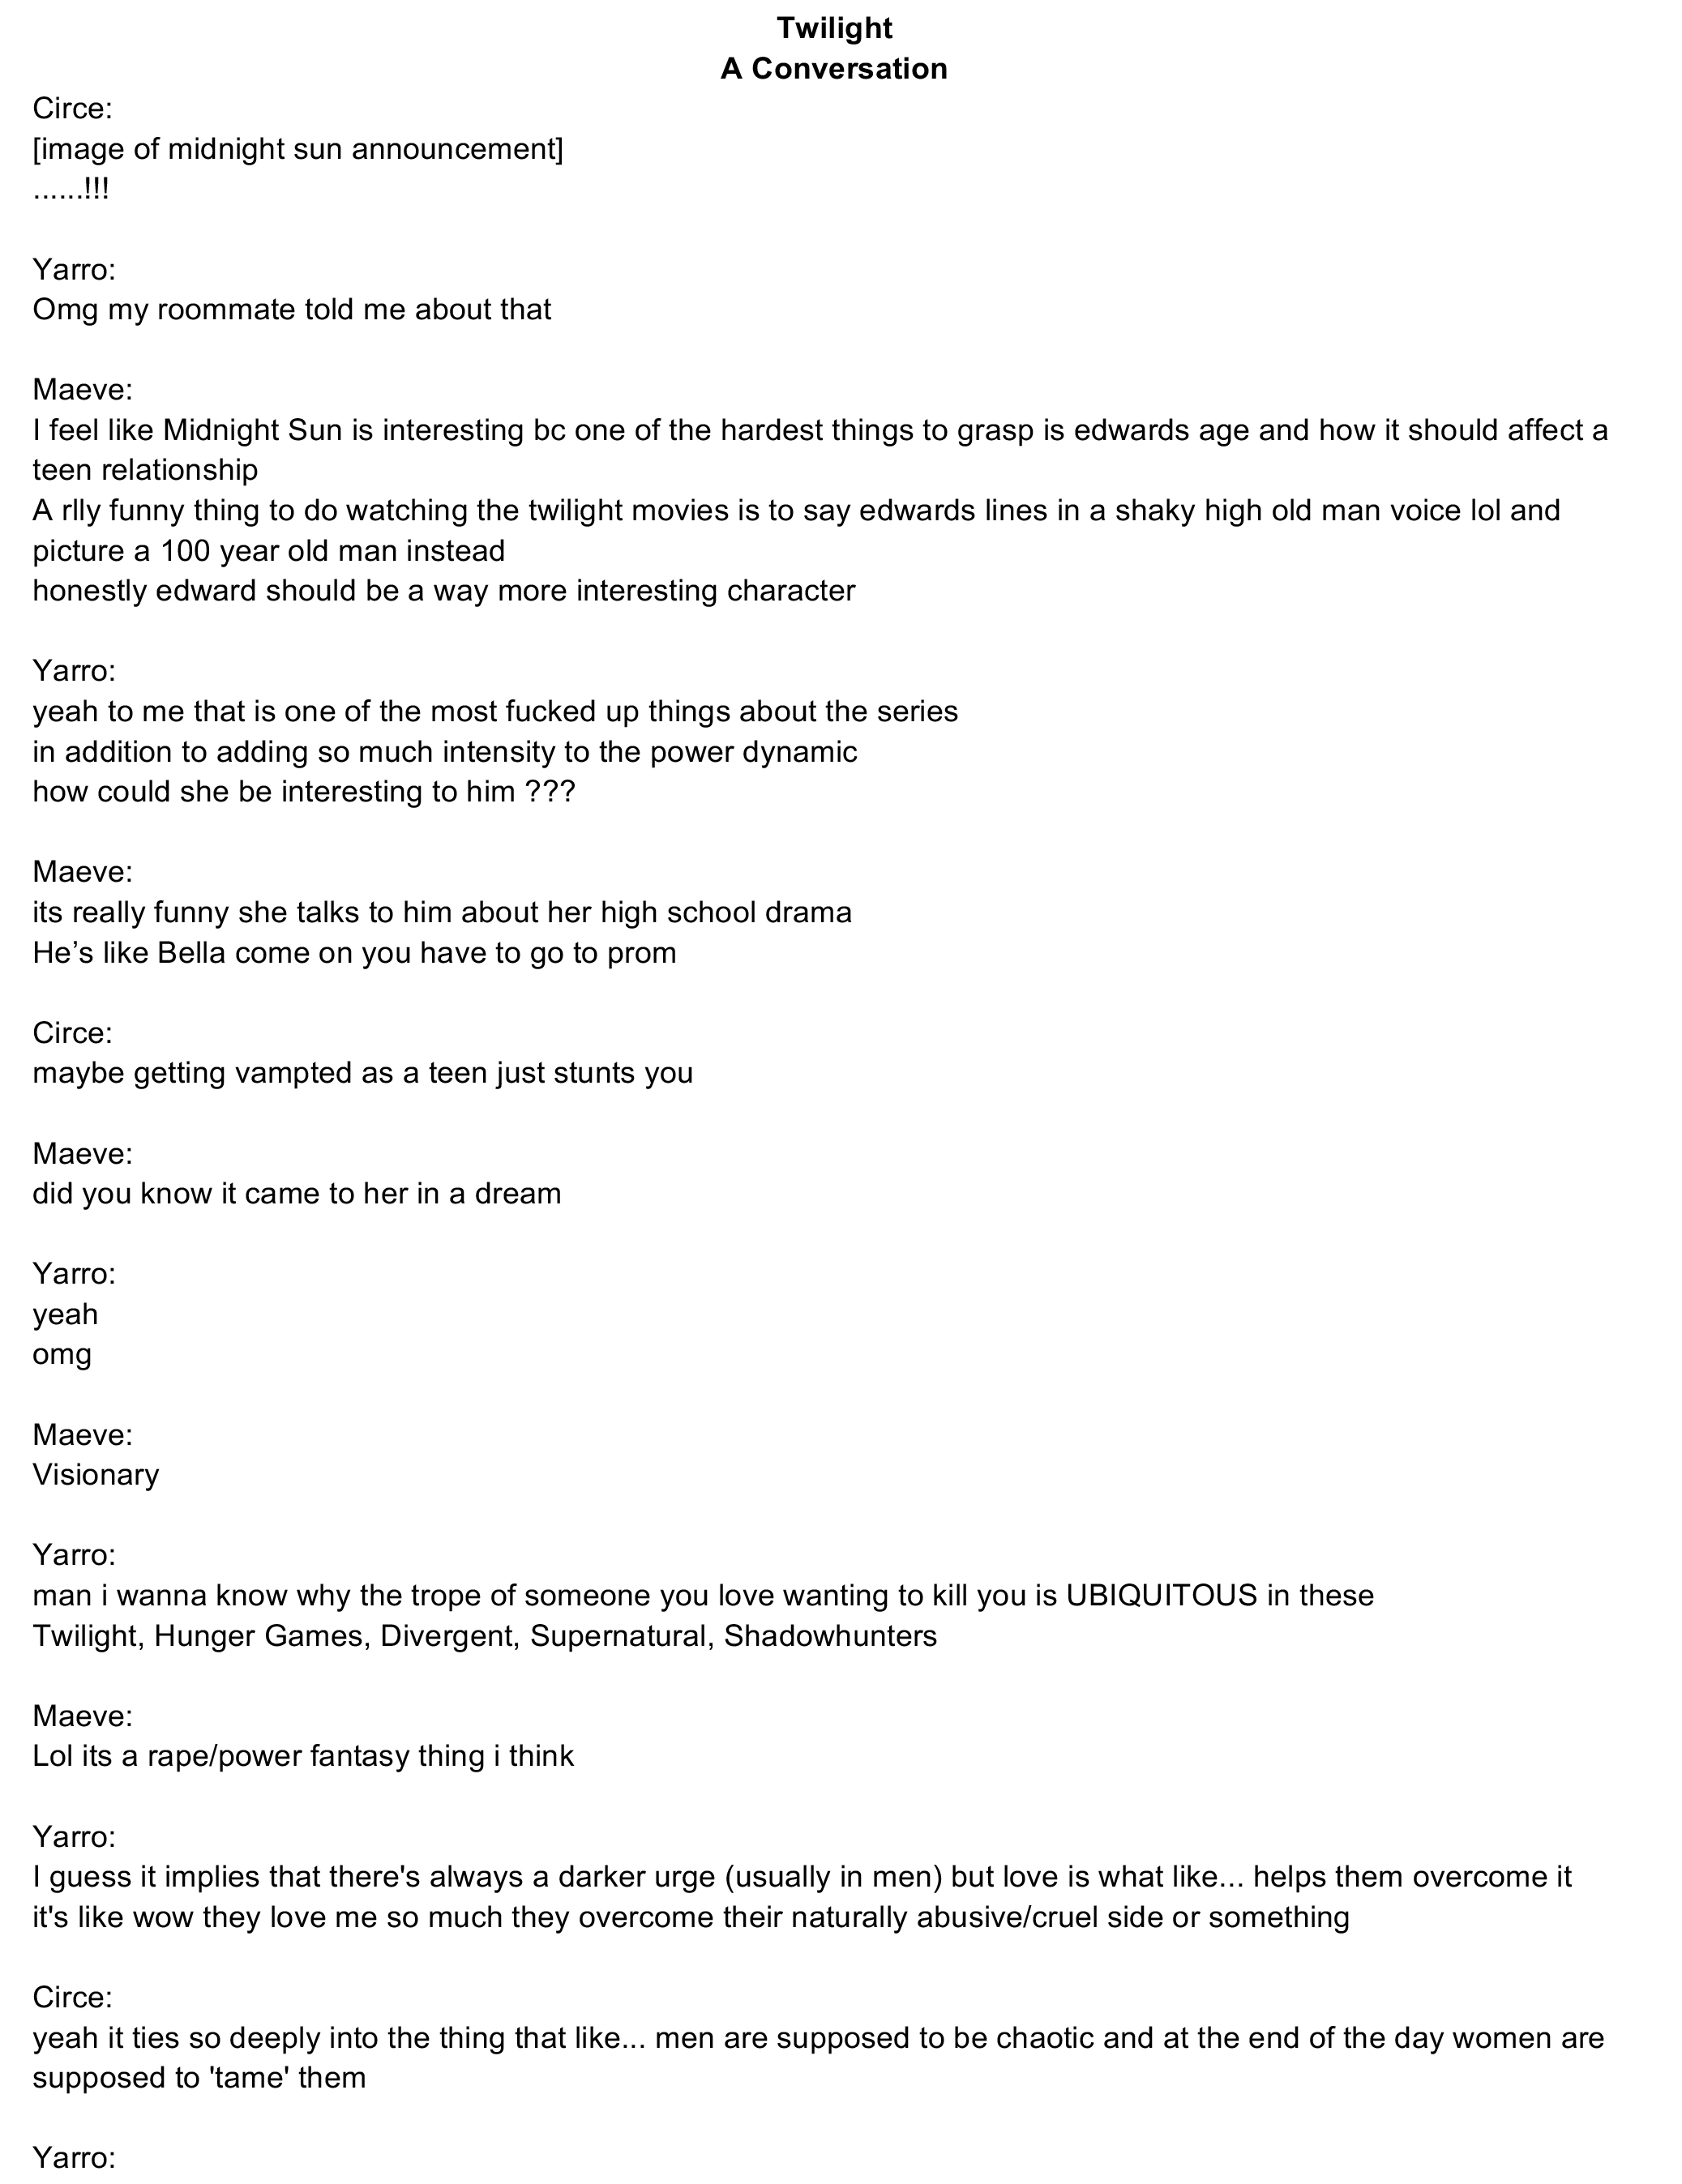 Twilight
A Conversation
Circe:
[image of midnight sun announcement]
......!!!
Yarro:
Omg my roommate told me about that
Maeve:
I feel like Midnight Sun is interesting bc one of the hardest things to grasp is edwards age and how it should affect a
teen relationship
A rlly funny thing to do watching the twilight movies is to say edwards lines in a shaky high old man voice lol and
picture a 100 year old man instead
honestly edward should be a way more interesting character
Yarro:
yeah to me that is one of the most fucked up things about the series
in addition to adding so much intensity to the power dynamic
how could she be interesting to him ???
Maeve:
its really funny she talks to him about her high school drama
He’s like Bella come on you have to go to prom
Circe:
maybe getting vampted as a teen just stunts you
Maeve:
did you know it came to her in a dream
Yarro:
yeah
omg
Maeve:
Visionary
Yarro:
man i wanna know why the trope of someone you love wanting to kill you is UBIQUITOUS in these
Twilight, Hunger Games, Divergent, Supernatural, Shadowhunters
Maeve:
Lol its a rape/power fantasy thing i think
Yarro:
I guess it implies that there's always a darker urge (usually in men) but love is what like... helps them overcome it
it's like wow they love me so much they overcome their naturally abusive/cruel side or something
Circe:
yeah it ties so deeply into the thing that like... men are supposed to be chaotic and at the end of the day women are
supposed to 'tame' them
Yarro: